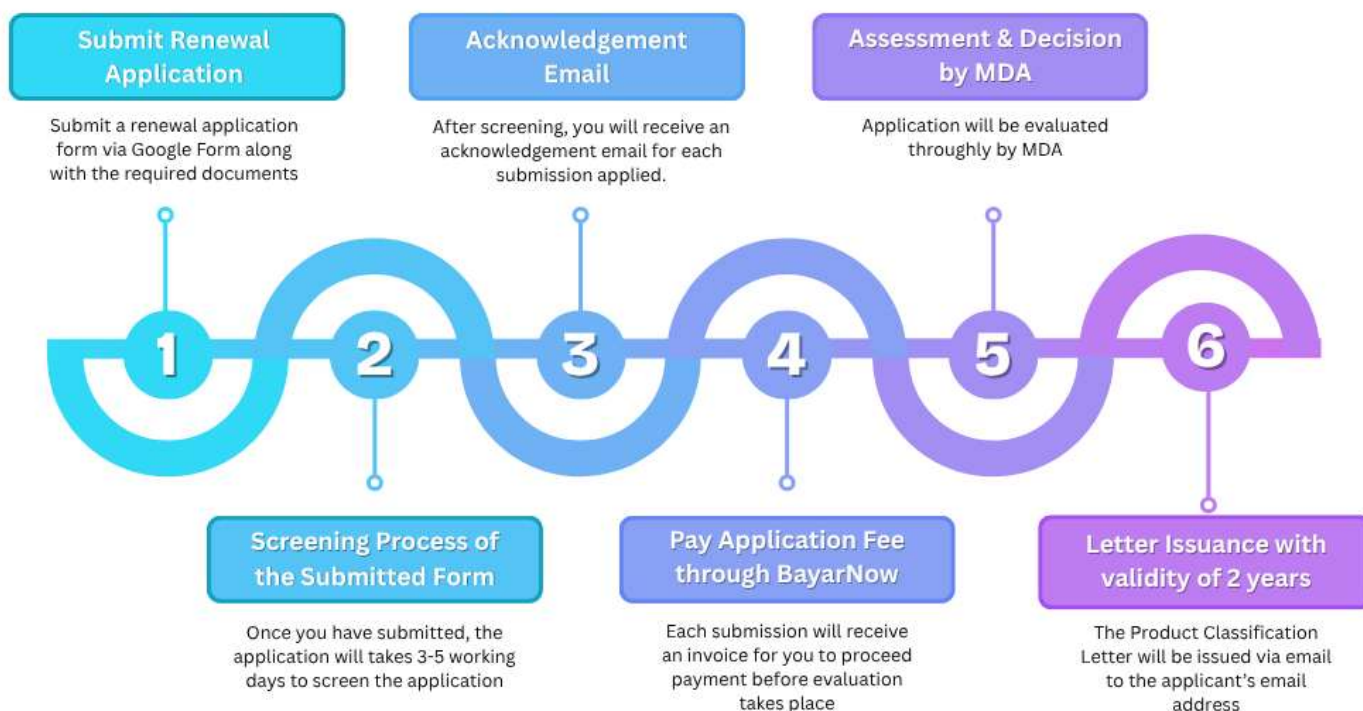 Submit Renewal
Application
Submit a renewal application
form via Google Form along
with the required documents
1
Screening Process of
the Submitted Form
Once you have submitted, the
application will takes 3-5 working
days to screen the application
2
Acknowledgement
Email
After screening, you will receive an
acknowledgement email for each
submission applied.
3
Pay Application Fee
through BayarNow
Each submission will receive
an invoice for you to proceed
payment before evaluation
takes place
4
Assessment & Decision
by MDA
Application will be evaluated
throughly by MDA
5
Letter Issuance with
validity of 2 years
The Product Classification
Letter will be issued via email
to the applicant's email
address
6